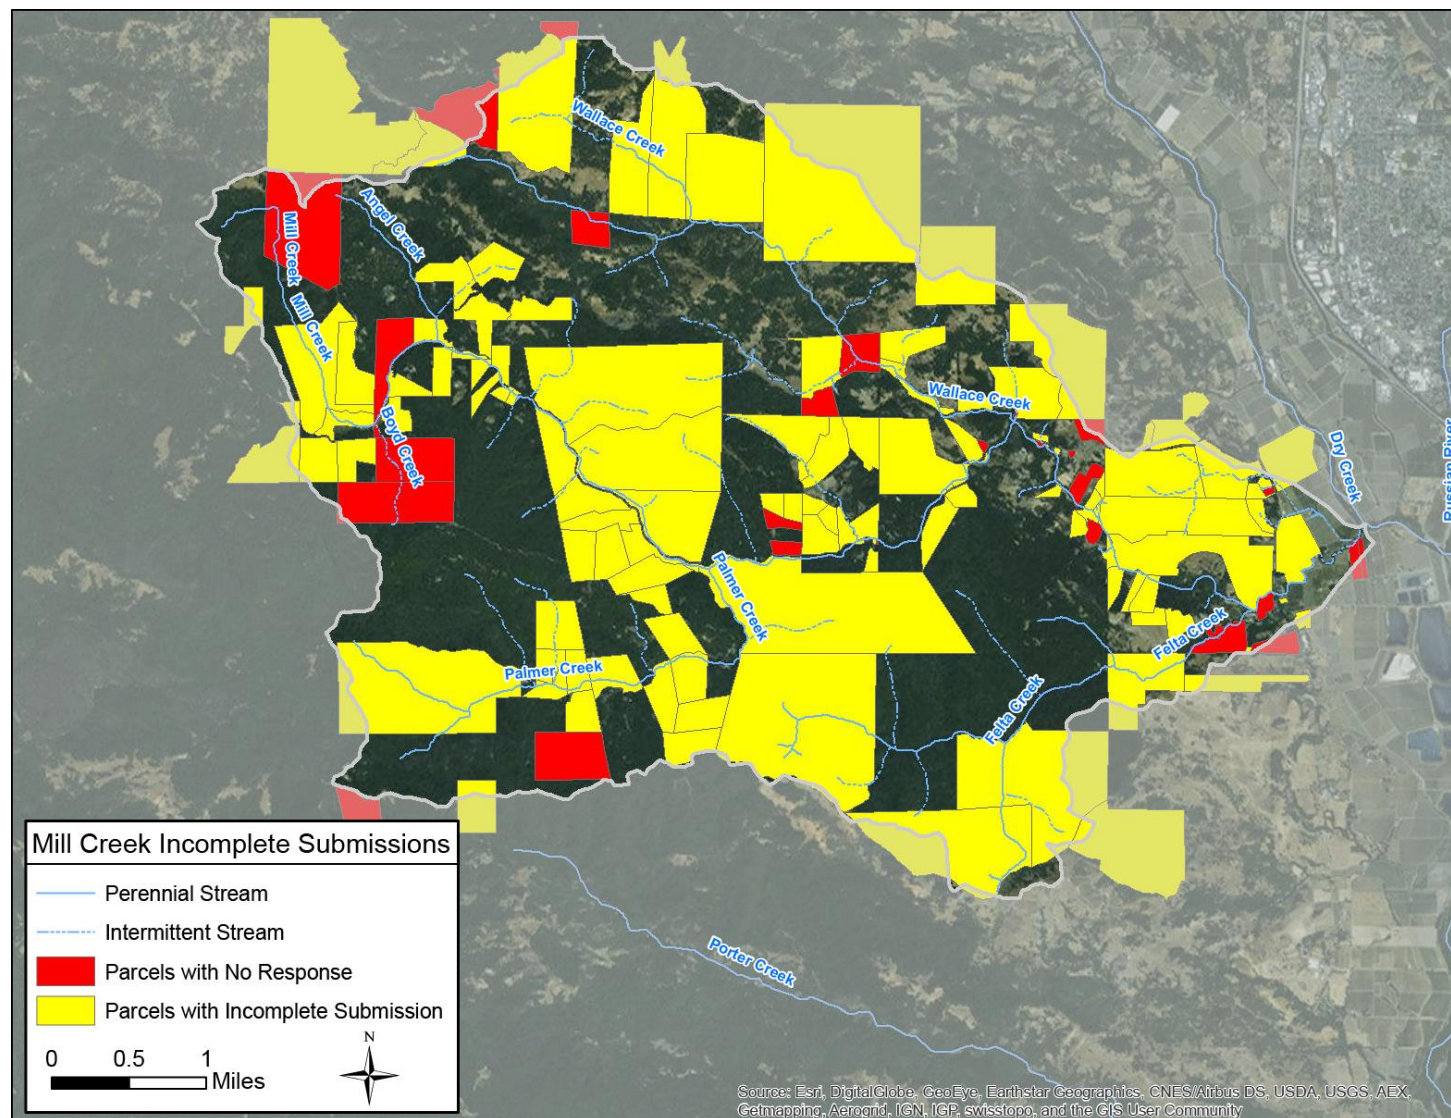 Wallace Creek
Angel Creek
Mill Creek
Mill Creek
Boyd Creek
Wallace Creek
Dry Creek
Russian River
Palmer Creek
Palmer Creek
Felta Creek
Felta Creek
Porter Creek
Mill Creek Incomplete Submissions
Perennial Stream
Intermittent Stream
Parcels with No Response
Parcels with Incomplete Submission
0 0.5 1
Miles
N
Source: Esri, DigitalGlobe, GeoEye, Earthstar Geographics, CNES/Airbus DS, USDA, USGS, AEX,
Getmapping, Aerogrid, IGN, IGP, swisstopo, and the GIS User Community